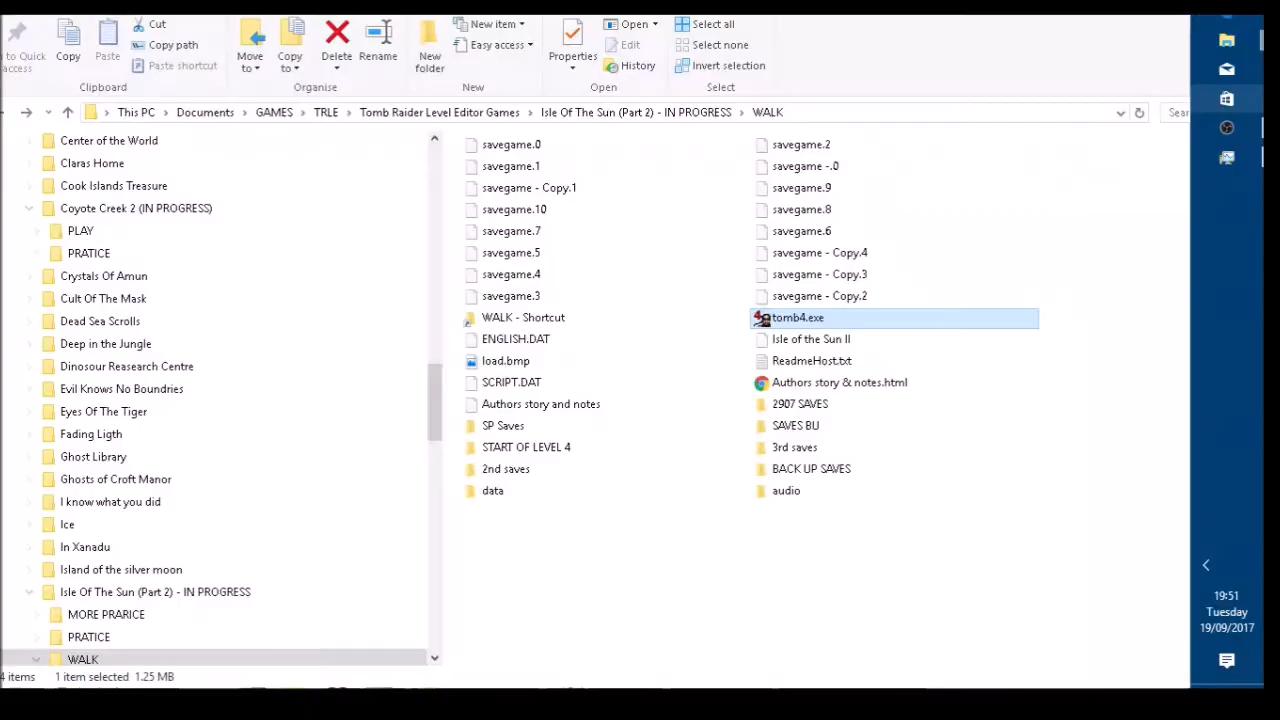 to Quick
access
Copy
Paste
Cut
Copy path
Paste shortcut
Clipboard
Move
to
Copy
to
Delete
Rename
Organise
New
folder
New item
Easy access
New
Properties
Open
Edit
History
Open
Select all
Select none
Invert selection
Select
This PC > Documents > GAMES > TRLE > Tomb Raider Level Editor Games > Isle Of The Sun (Part 2) - IN PROGRESS > WALK
Sear
Center of the World
Claras Home
Cook Islands Treasure
Coyote Creek 2 (IN PROGRESS)
PLAY
PRATICE
Crystals Of Amun
Cult Of The Mask
Dead Sea Scrolls
Deep in the Jungle
Dinosour Reasearch Centre
Evil Knows No Boundries
Eyes Of The Tiger
Fading Ligth
Ghost Library
Ghosts of Croft Manor
I know what you did
Ice
In Xanadu
Island of the silver moon
Isle Of The Sun (Part 2) - IN PROGRESS
MORE PRARICE
PRATICE
WALK
savegame.0
savegame.1
savegame - Copy.1
savegame.10
savegame.7
savegame.5
savegame.4
savegame.3
WALK - Shortcut
ENGLISH.DAT
load.bmp
SCRIPT.DAT
Authors story and notes
SP Saves
START OF LEVEL 4
2nd saves
data
savegame.2
savegame -.0
savegame.9
savegame.8
savegame.6
savegame - Copy.4
savegame - Copy.3
savegame - Copy.2
tomb4.exe
Isle of the Sun II
ReadmeHost.txt
Authors story & notes.html
2907 SAVES
SAVES BU
3rd saves
BACK UP SAVES
audio
4 items 1 item selected 1.25 MB
19:51
Tuesday
19/09/2017